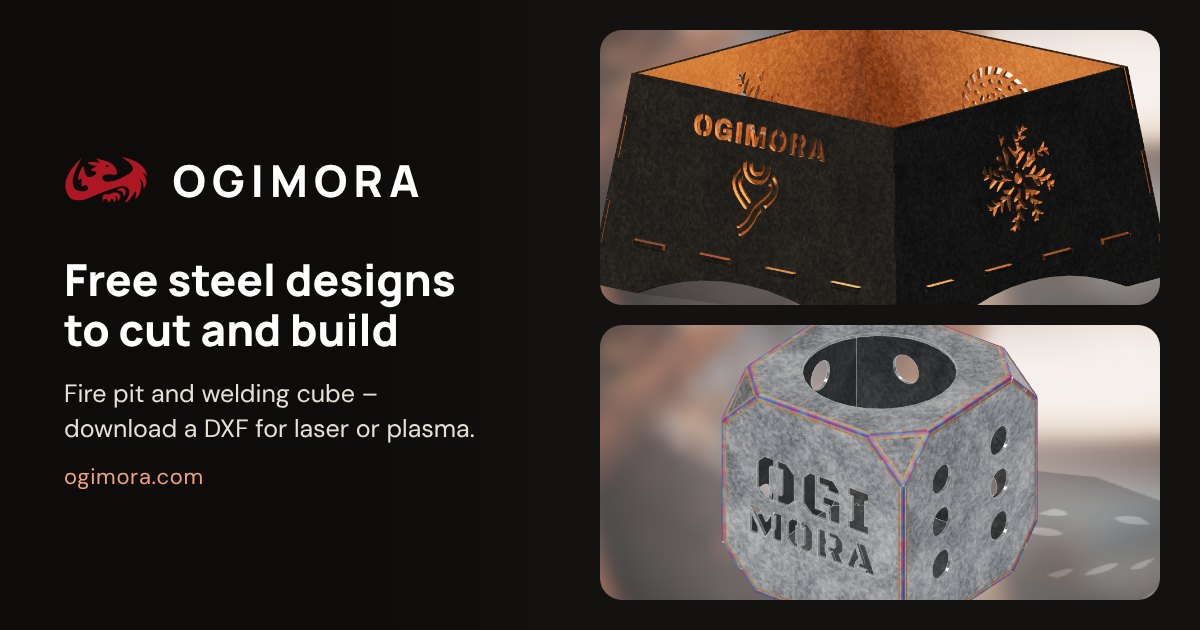 OGIMORA
Free steel designs
to cut and build
Fire pit and welding cube –
download a DXF for laser or plasma.
ogimora.com
OGIMORA
OGI
MORA